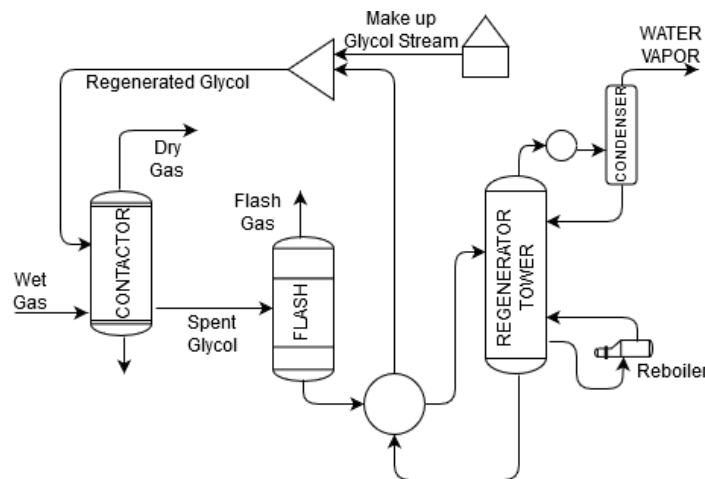 Make up
Glycol Stream
WATER
VAPOR
Regenerated Glycol
CONDENSER
Dry
Gas
Flash
Gas
CONTACTOR
REGENERATOR
TOWER
Wet
Gas
FLASH
Spent
Glycol
Reboiler